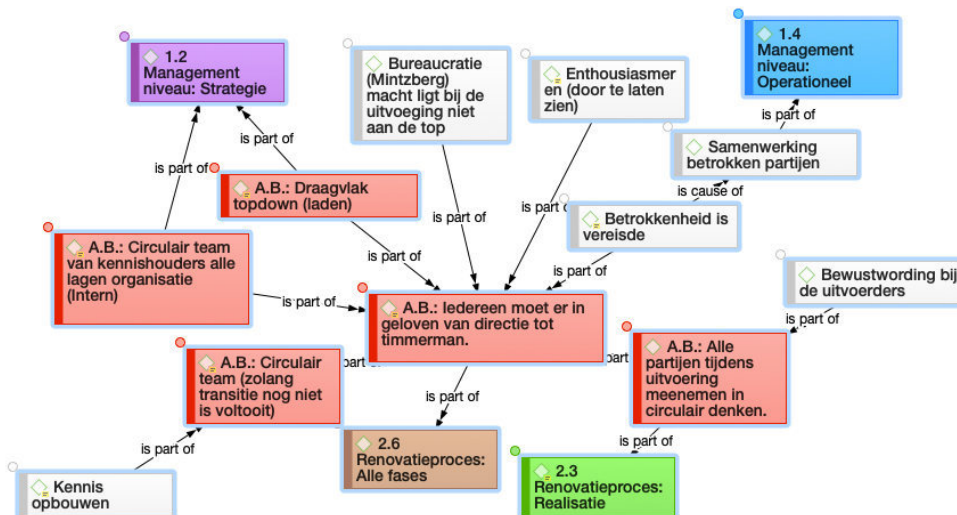 1.2
Management
niveau: Strategie
Bureaucratie
(Mintzberg)
macht ligt bij de
uitvoeging niet
aan de top
Enthousiasmer
en (door te laten
zien)
1.4
Management
niveau:
Operationeel
is part of
Samenwerking
betrokken partijen
is part of
is part of
A.B.: Draagvlak
topdown (laden)
is cause of
is part
Betrokkenheid is
vereisde
A.B.: Circulair team
van kennishouders alle
lagen organisatie
(Intern)
is part of
is part of
is part of
is part of
Bewustwording bij
de uitvoerders
is part of
is part of
A.B.: Iedereen moet er in
geloven van directie tot
timmerman.
A.B.: Circulair
team (zolang
transitie nog niet
is voltooit)
part
part
A.B.: Alle
partijen tijdens
uitvoering
meenemen in
circulair denken.
is part of
is part of
is part of
2.6
Renovatieproces:
Alle fases
2.3
Renovatieproces:
Realisatie
Kennis
opbouwen